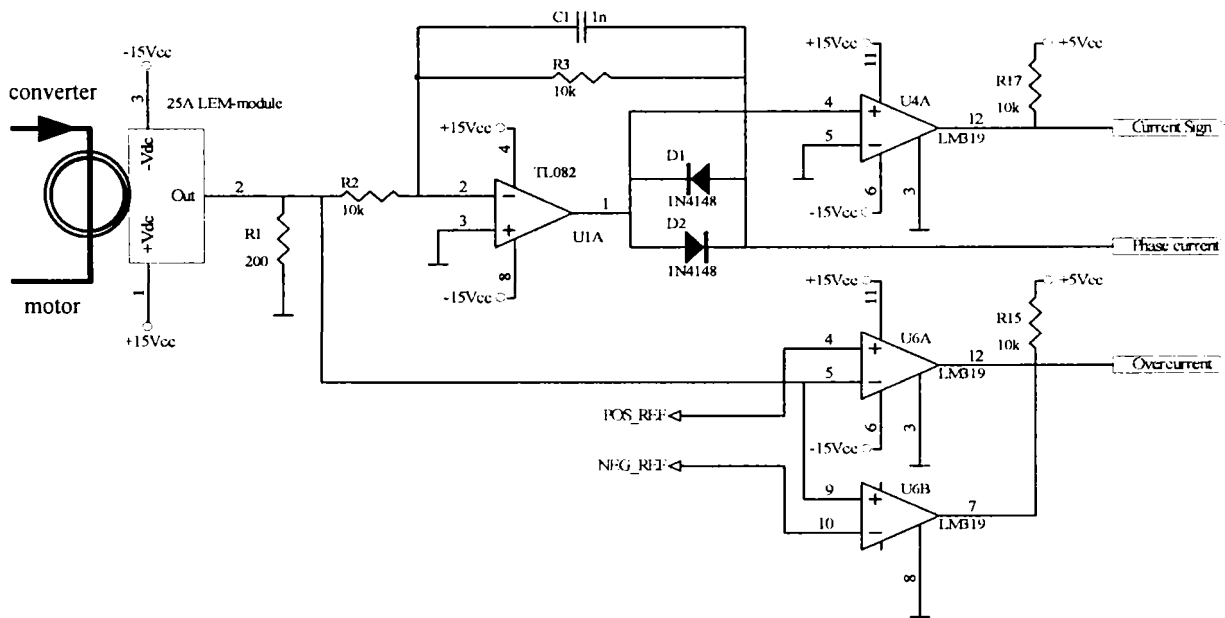 C1 1n
-15Vcc
+15Vcc
+5Vcc
R3
10k
11
U4A
R17
10k
converter
3
25A LEM-module
4
12
Current Sign
-Vdc
+15Vcc
4
5
LM319
TL082
D1
Out
2
R2
10k
2
1
1N4148
6
3
-15Vcc
+Vdc
R1
200
3
U1A
D2
Phase current
1N4148
motor
1
8
-15Vcc
+15Vcc
11
+5Vcc
+15Vcc
R15
10k
4
U6A
12
5
LM319
Overcurrent
POS_REF
6
3
-15Vcc
NEG_REF
U6B
9
7
10
LM319
8